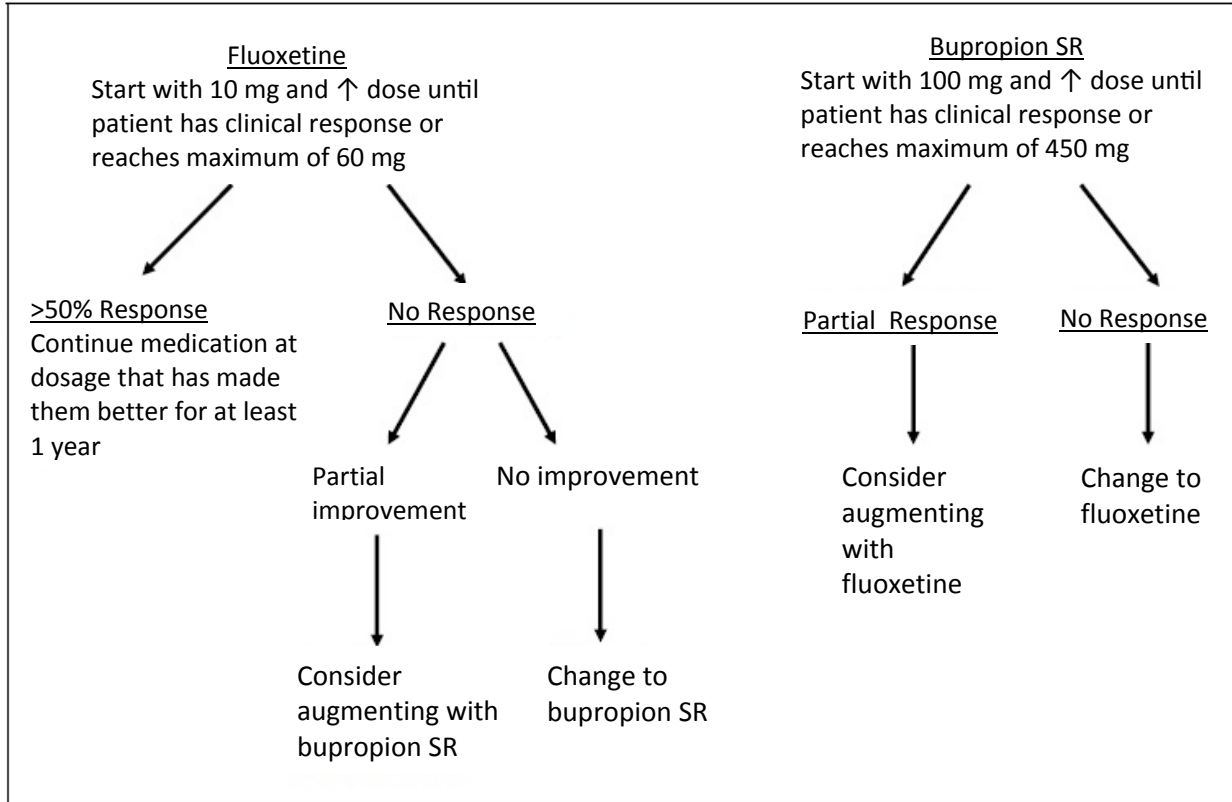 Fluoxetine
Start with 10 mg and ↑ dose until
patient has clinical response or
reaches maximum of 60 mg
>50% Response
Continue medication at
dosage that has made
them better for at least
1 year
No Response
Partial
improvement
No improvement
Consider
augmenting with
bupropion SR
Change to
bupropion SR
Bupropion SR
Start with 100 mg and ↑ dose until
patient has clinical response or
reaches maximum of 450 mg
Partial Response
No Response
Consider
augmenting
with
fluoxetine
Change to
fluoxetine